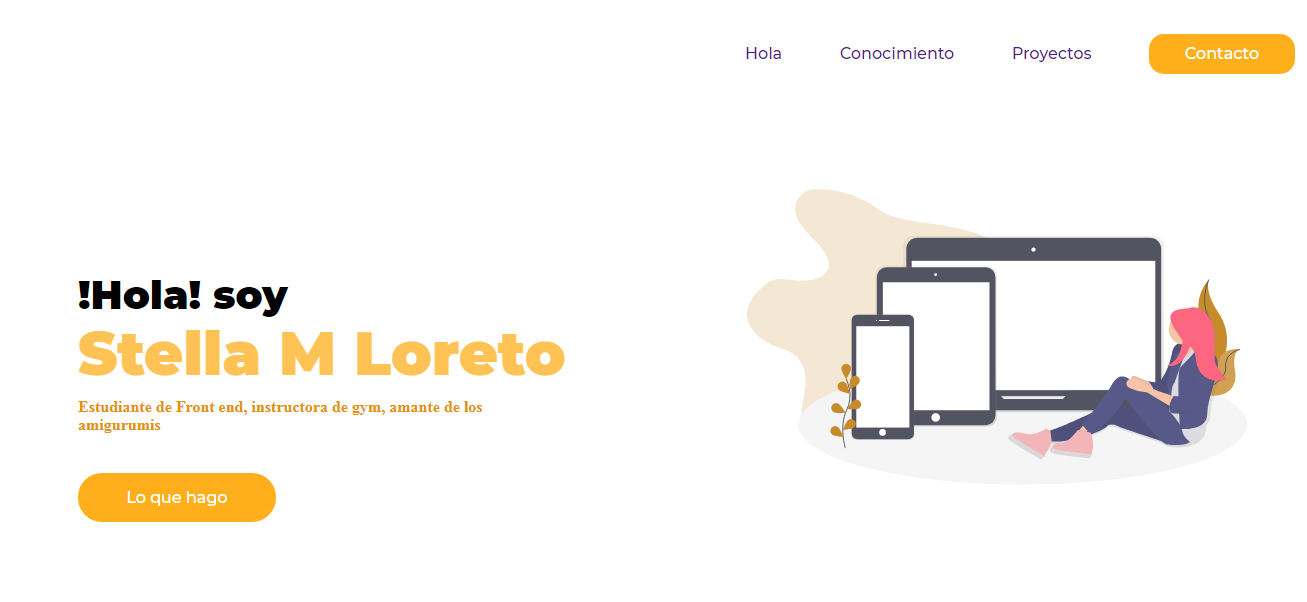 Hola Conocimiento Proyectos Contacto
!Hola! soy
Stella M Loreto
Estudiante de Front end, instructora de gym, amante de los
amigurumis
Lo que hago